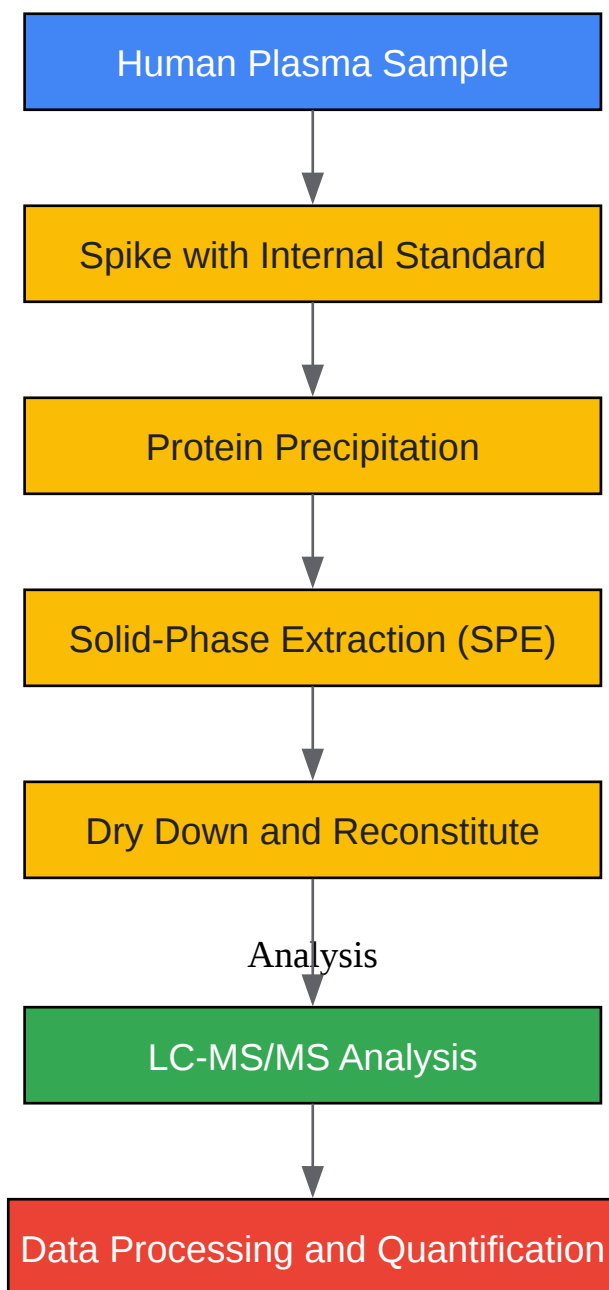 Human Plasma Sample
Spike with Internal Standard
Protein Precipitation
Solid-Phase Extraction (SPE)
Dry Down and Reconstitute
Analysis
LC-MS/MS Analysis
Data Processing and Quantification